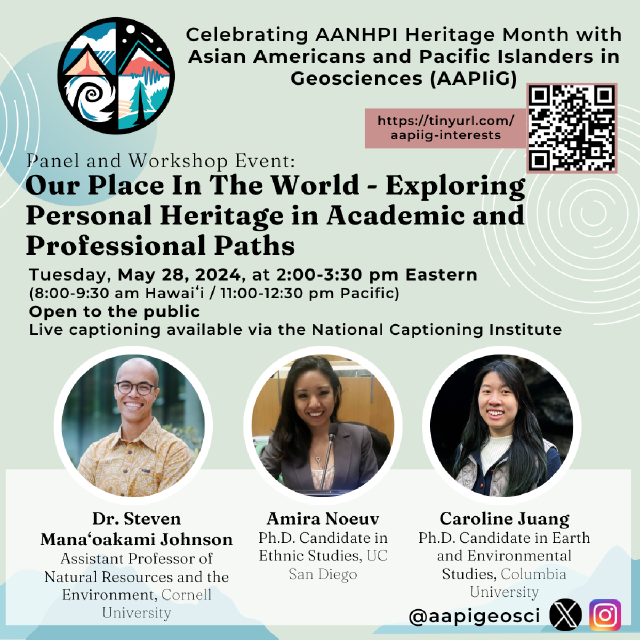 Celebrating AANHPI Heritage Month with
Asian Americans and Pacific Islanders in
Geosciences (AAPIiG)
https://tinyurl.com/
aapiig-interests
Panel and Workshop Event:
Our Place In The World - Exploring
Personal Heritage in Academic and
Professional Paths
Tuesday, May 28, 2024, at 2:00-3:30 pm Eastern
(8:00-9:30 am Hawaiʻi / 11:00-12:30 pm Pacific)
Open to the public
Live captioning available via the National Captioning Institute
Dr. Steven
Manaʻoakami Johnson
Assistant Professor of
Natural Resources and the
Environment, Cornell
University
Amira Noeuv
Ph.D. Candidate in
Ethnic Studies, UC
San Diego
Caroline Juang
Ph.D. Candidate in Earth
and Environmental
Studies, Columbia
University
@aapigeosci